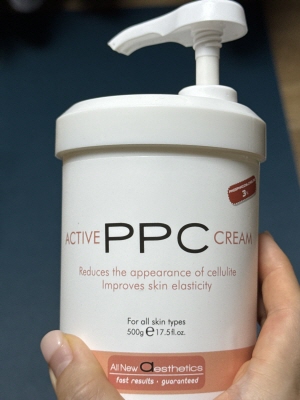 3%
ACTIVE PPC CREAM
Reduces the appearance of cellulite
Improves skin elasticity
For all skin types
500g e 17.5fl.oz.
All New aesthetics
fast results • guaranteed